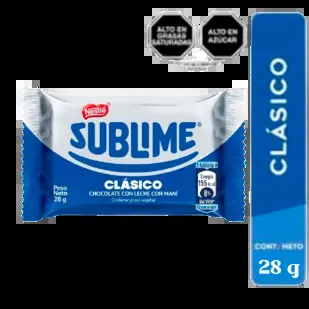 ALTO EN
GRASAS
SATURADAS
ALTO EN
AZÚCAR
Nestlé
SUBLIME
CLÁSICO
CHOCOLATE CON LECHE CON MANÍ
Peso
Neto
28 g
Energía
155
8%
CLÁSICO
CONT. NETO
28 g